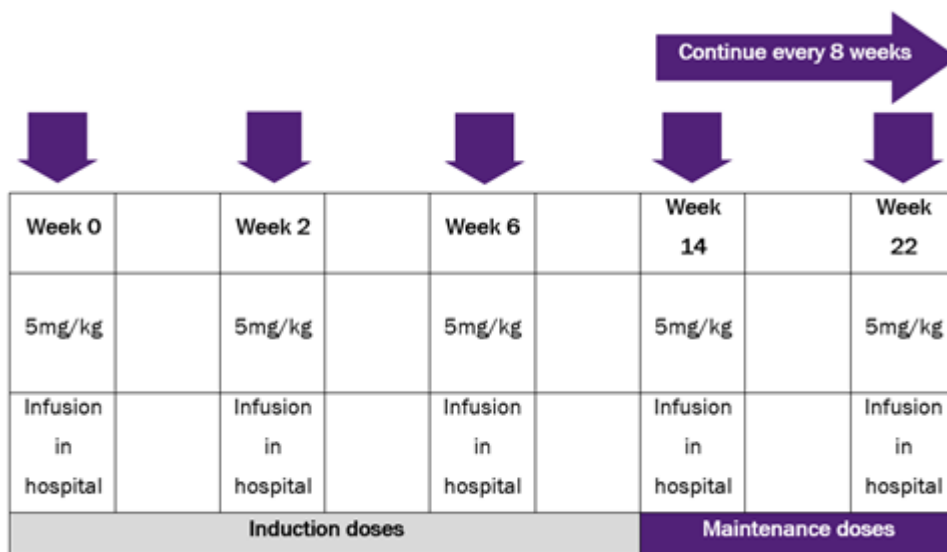 Continue every 8 weeks
Week 0
Week 2
Week 6
Week
14
Week
22
5mg/kg
5mg/kg
5mg/kg
5mg/kg
5mg/kg
Infusion
in
hospital
Infusion
in
hospital
Infusion
in
hospital
Infusion
in
hospital
Infusion
in
hospital
Induction doses
Maintenance doses